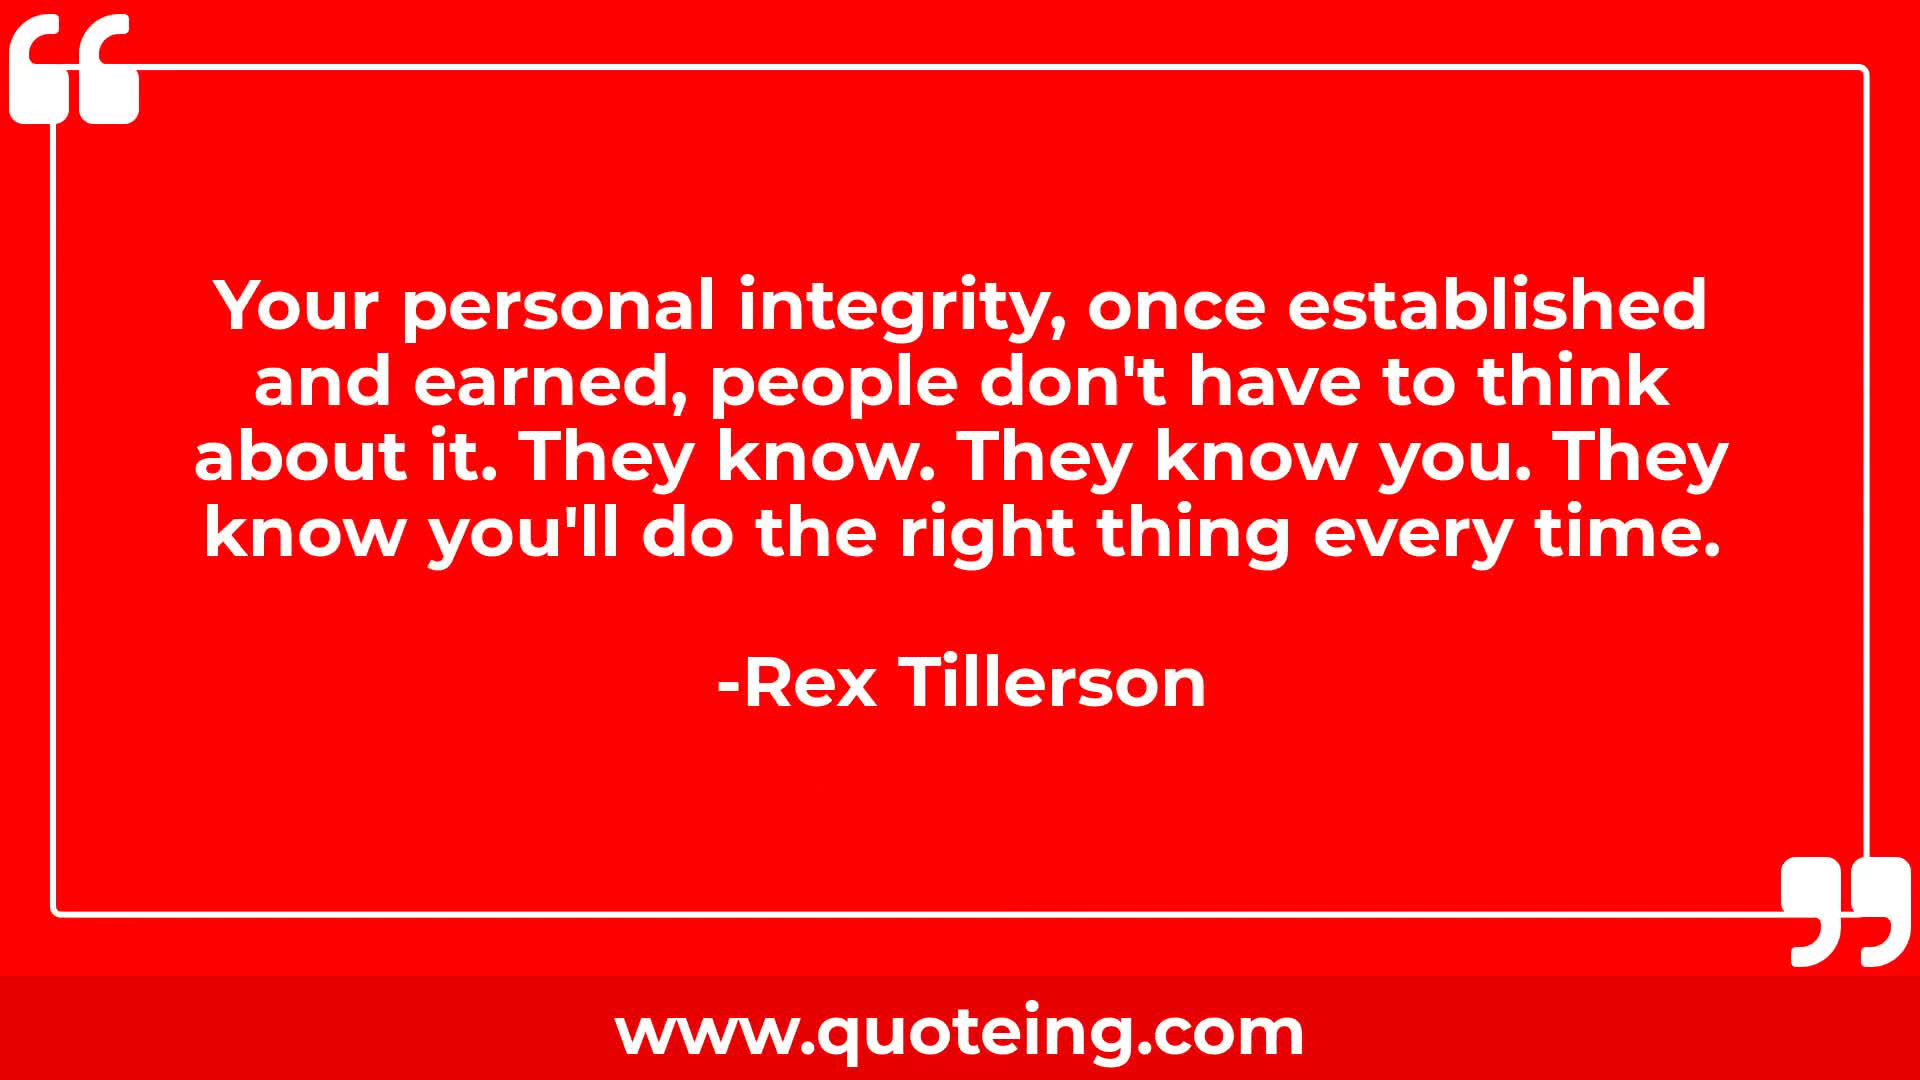 Your personal integrity, once established
and earned, people don't have to think
about it. They know. They know you. They
know you'll do the right thing every time.
-Rex Tillerson
www.quoteing.com